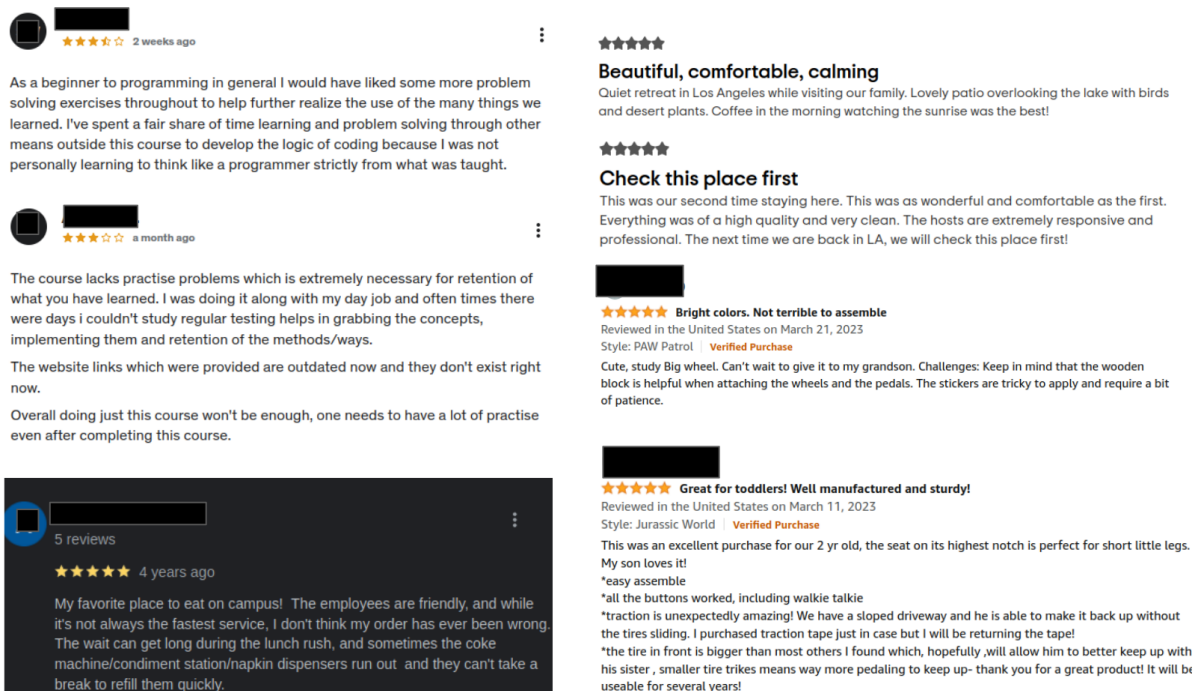 2 weeks ago
As a beginner to programming in general I would have liked some more problem
solving exercises throughout to help further realize the use of the many things we
learned. I've spent a fair share of time learning and problem solving through other
means outside this course to develop the logic of coding because I was not
personally learning to think like a programmer strictly from what was taught.
a month ago
The course lacks practise problems which is extremely necessary for retention of
what you have learned. I was doing it along with my day job and often times there
were days i couldn't study regular testing helps in grabbing the concepts,
implementing them and retention of the methods/ways.
The website links which were provided are outdated now and they don't exist right
now.
Overall doing just this course won't be enough, one needs to have a lot of practise
even after completing this course.
5 reviews
4 years ago
My favorite place to eat on campus! The employees are friendly, and while
it's not always the fastest service, I don't think my order has ever been wrong.
The wait can get long during the lunch rush, and sometimes the coke
machine/condiment station/napkin dispensers run out and they can't take a
break to refill them quickly.
Beautiful, comfortable, calming
Quiet retreat in Los Angeles while visiting our family. Lovely patio overlooking the lake with birds
and desert plants. Coffee in the morning watching the sunrise was the best!
Check this place first
This was our second time staying here. This was as wonderful and comfortable as the first.
Everything was of a high quality and very clean. The hosts are extremely responsive and
professional. The next time we are back in LA, we will check this place first!
Bright colors. Not terrible to assemble
Reviewed in the United States on March 21, 2023
Style: PAW Patrol | Verified Purchase
Cute, study Big wheel. Can't wait to give it to my grandson. Challenges: Keep in mind that the wooden
block is helpful when attaching the wheels and the pedals. The stickers are tricky to apply and require a bit
of patience.
Great for toddlers! Well manufactured and sturdy!
Reviewed in the United States on March 11, 2023
Style: Jurassic World | Verified Purchase
This was an excellent purchase for our 2 yr old, the seat on its highest notch is perfect for short little legs.
My son loves it!
*easy assemble
*all the buttons worked, including walkie talkie
*traction is unexpectedly amazing! We have a sloped driveway and he is able to make it back up without
the tires sliding. I purchased traction tape just in case but I will be returning the tape!
*the tire in front is bigger than most others I found which, hopefully ,will allow him to better keep up with
his sister , smaller tire trikes means way more pedaling to keep up- thank you for a great product! It will be
useable for several years!